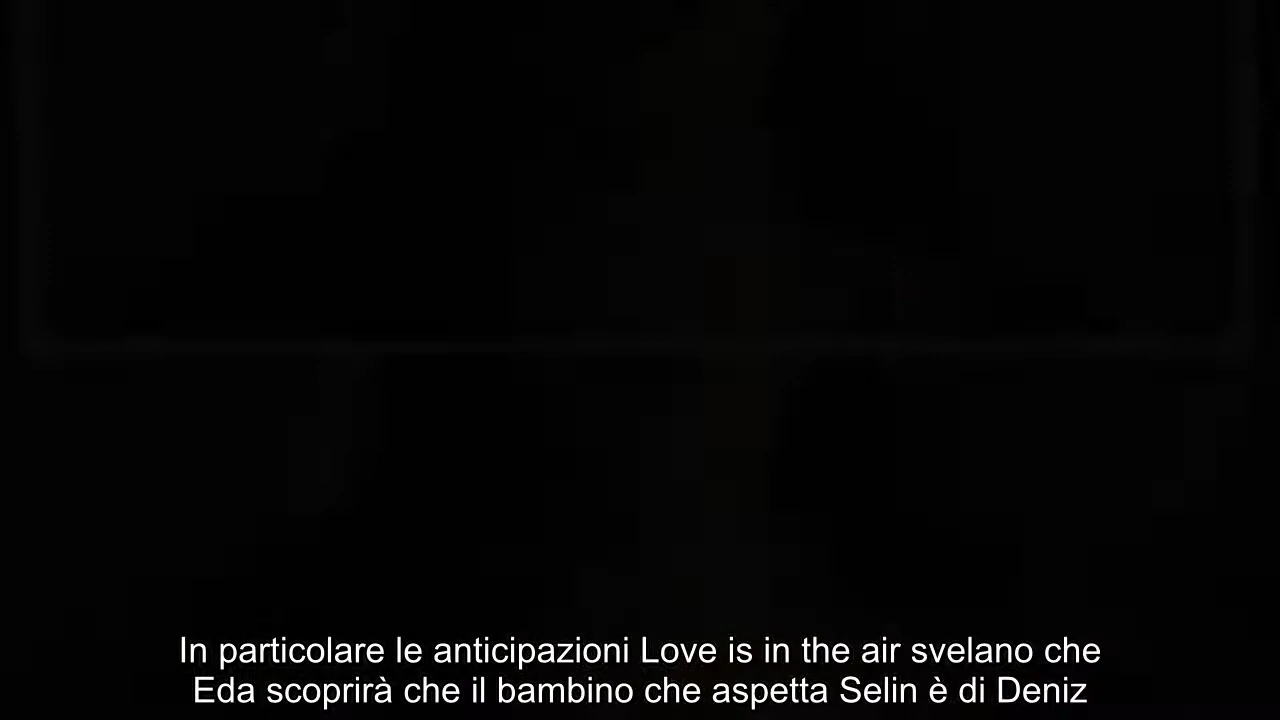 In particolare le anticipazioni Love is in the air svelano che
Eda scoprirà che il bambino che aspetta Selin è di Deniz